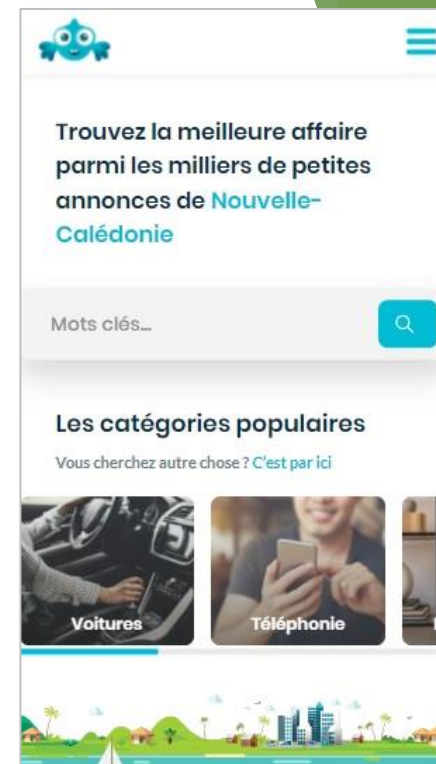 Trouvez la meilleure affaire
parmi les milliers de petites
annonces de Nouvelle-
Calédonie
Mots clés...
Les catégories populaires
Vous cherchez autre chose ? C'est par ici
Voitures
Téléphonie